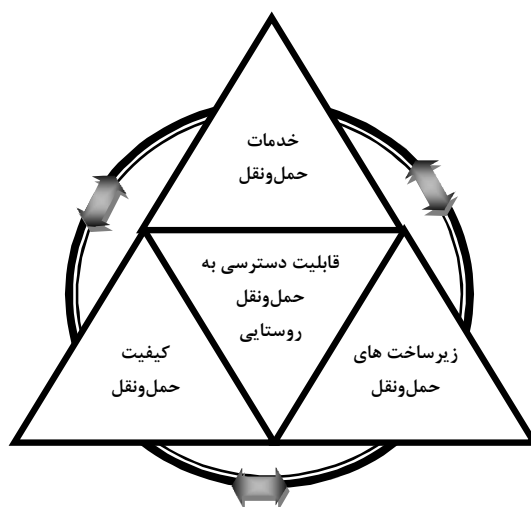 خدمات
حمل‌ونقل
قابلیت دسترسی به
حمل‌ونقل
روستایی
زیرساخت های
حمل‌ونقل
کیفیت
حمل‌ونقل